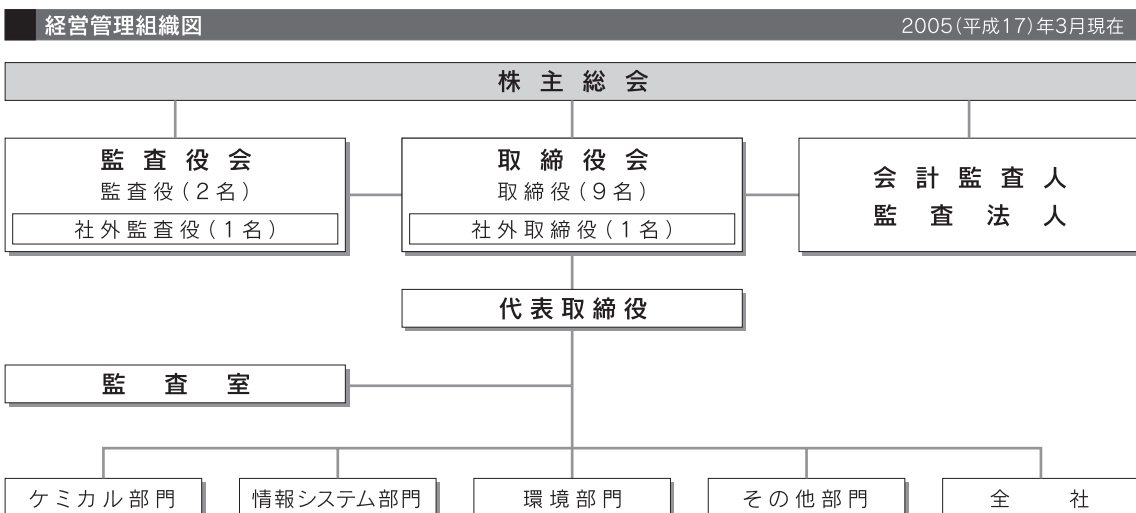 経営管理組織図
2005(平成17)年3月現在
株主総会
監査役会
監査役(2名)
社外監査役(1名)
取締役会
取締役(9名)
社外取締役(1名)
会計監査人
監査法人
代表取締役
監査室
ケミカル部門
情報システム部門
環境部門
その他部門
全社